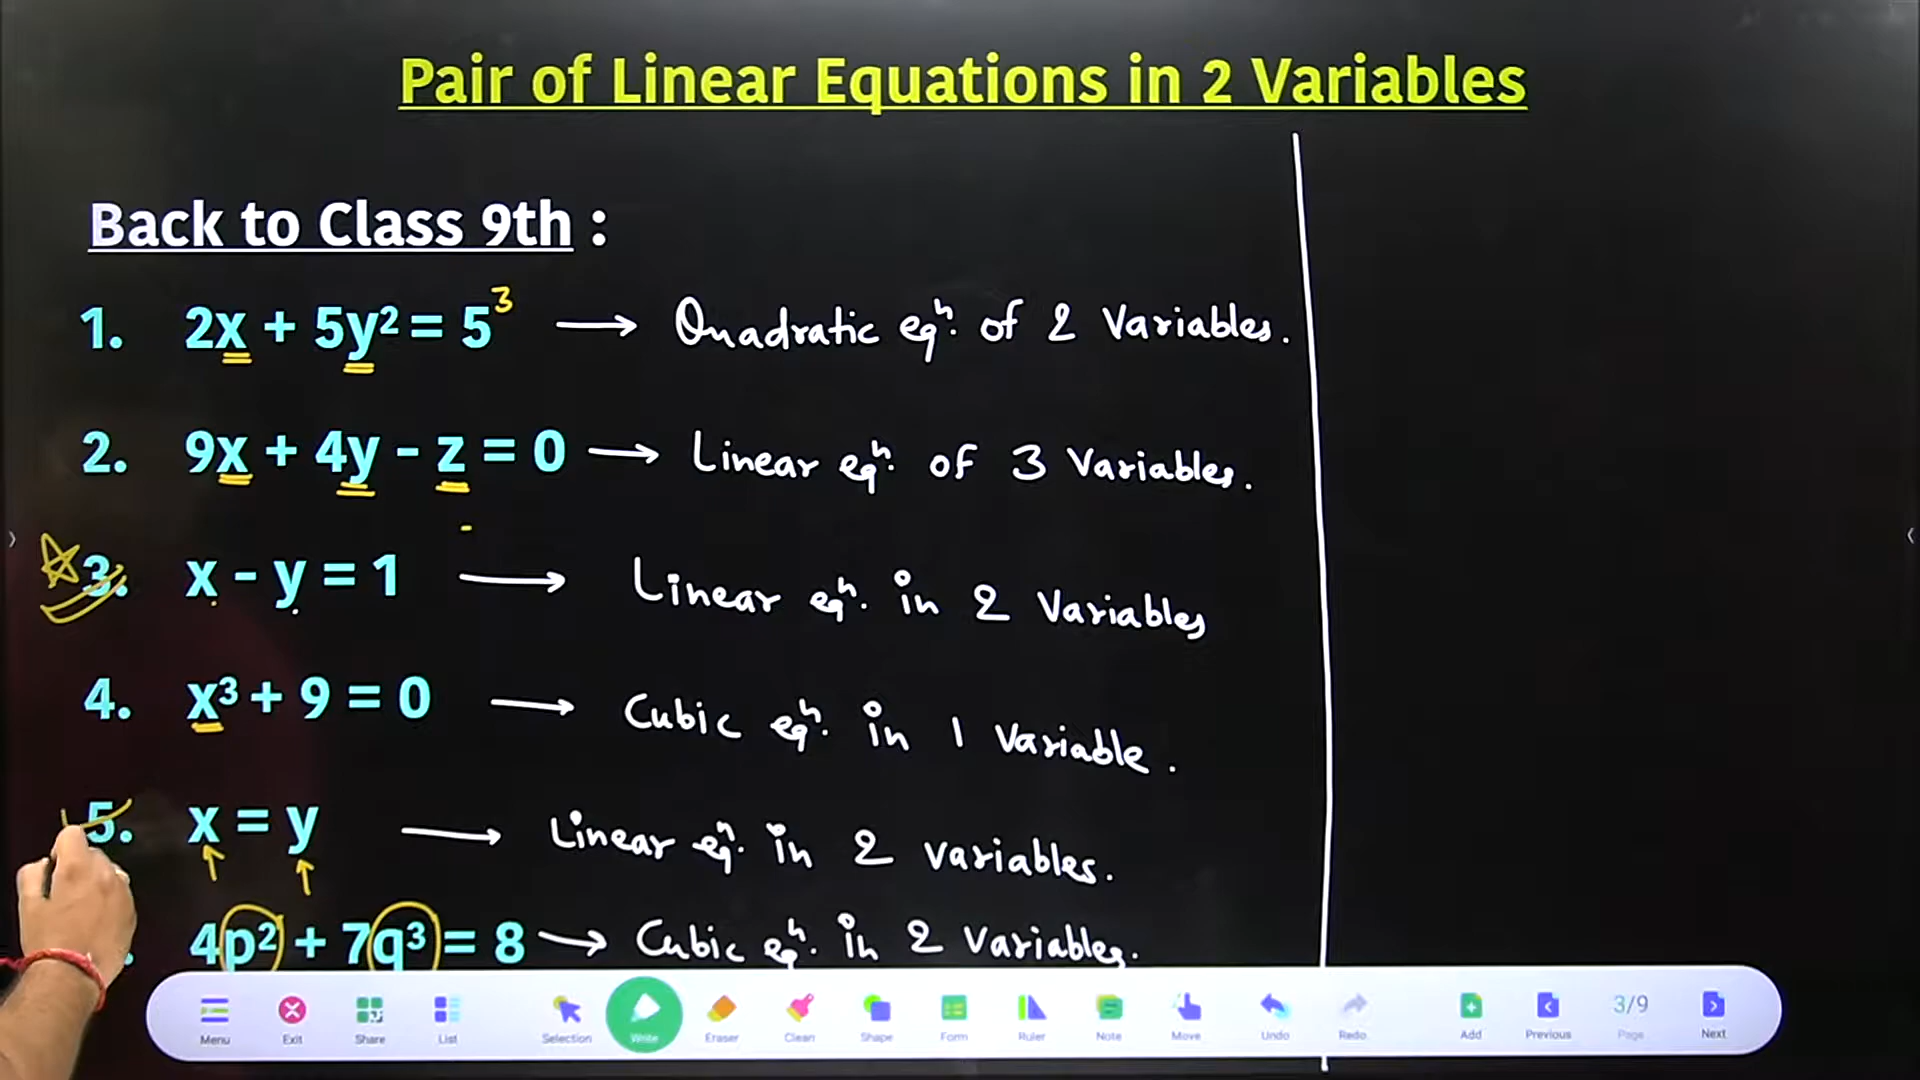 Pair of Linear Equations in 2 Variables
Back to Class 9th :
1. 2x + 5y² = 5³ → Quadratic eqⁿ. of 2 Variables.
2. 9x + 4y - z = 0 → Linear eqⁿ. of 3 Variables.
3. x - y = 1 → Linear eqⁿ. in 2 Variables
4. x³ + 9 = 0 → Cubic eqⁿ. in 1 Variable.
5. x = y → Linear eqⁿ. in 2 variables.
4p² + 7q³ = 8 → Cubic eqⁿ. in 2 Variables.
Menu Exit Share List Selection Write Eraser Clean Shape Form Ruler Note Move Undo Redo Add Previous 3/9 Page Next